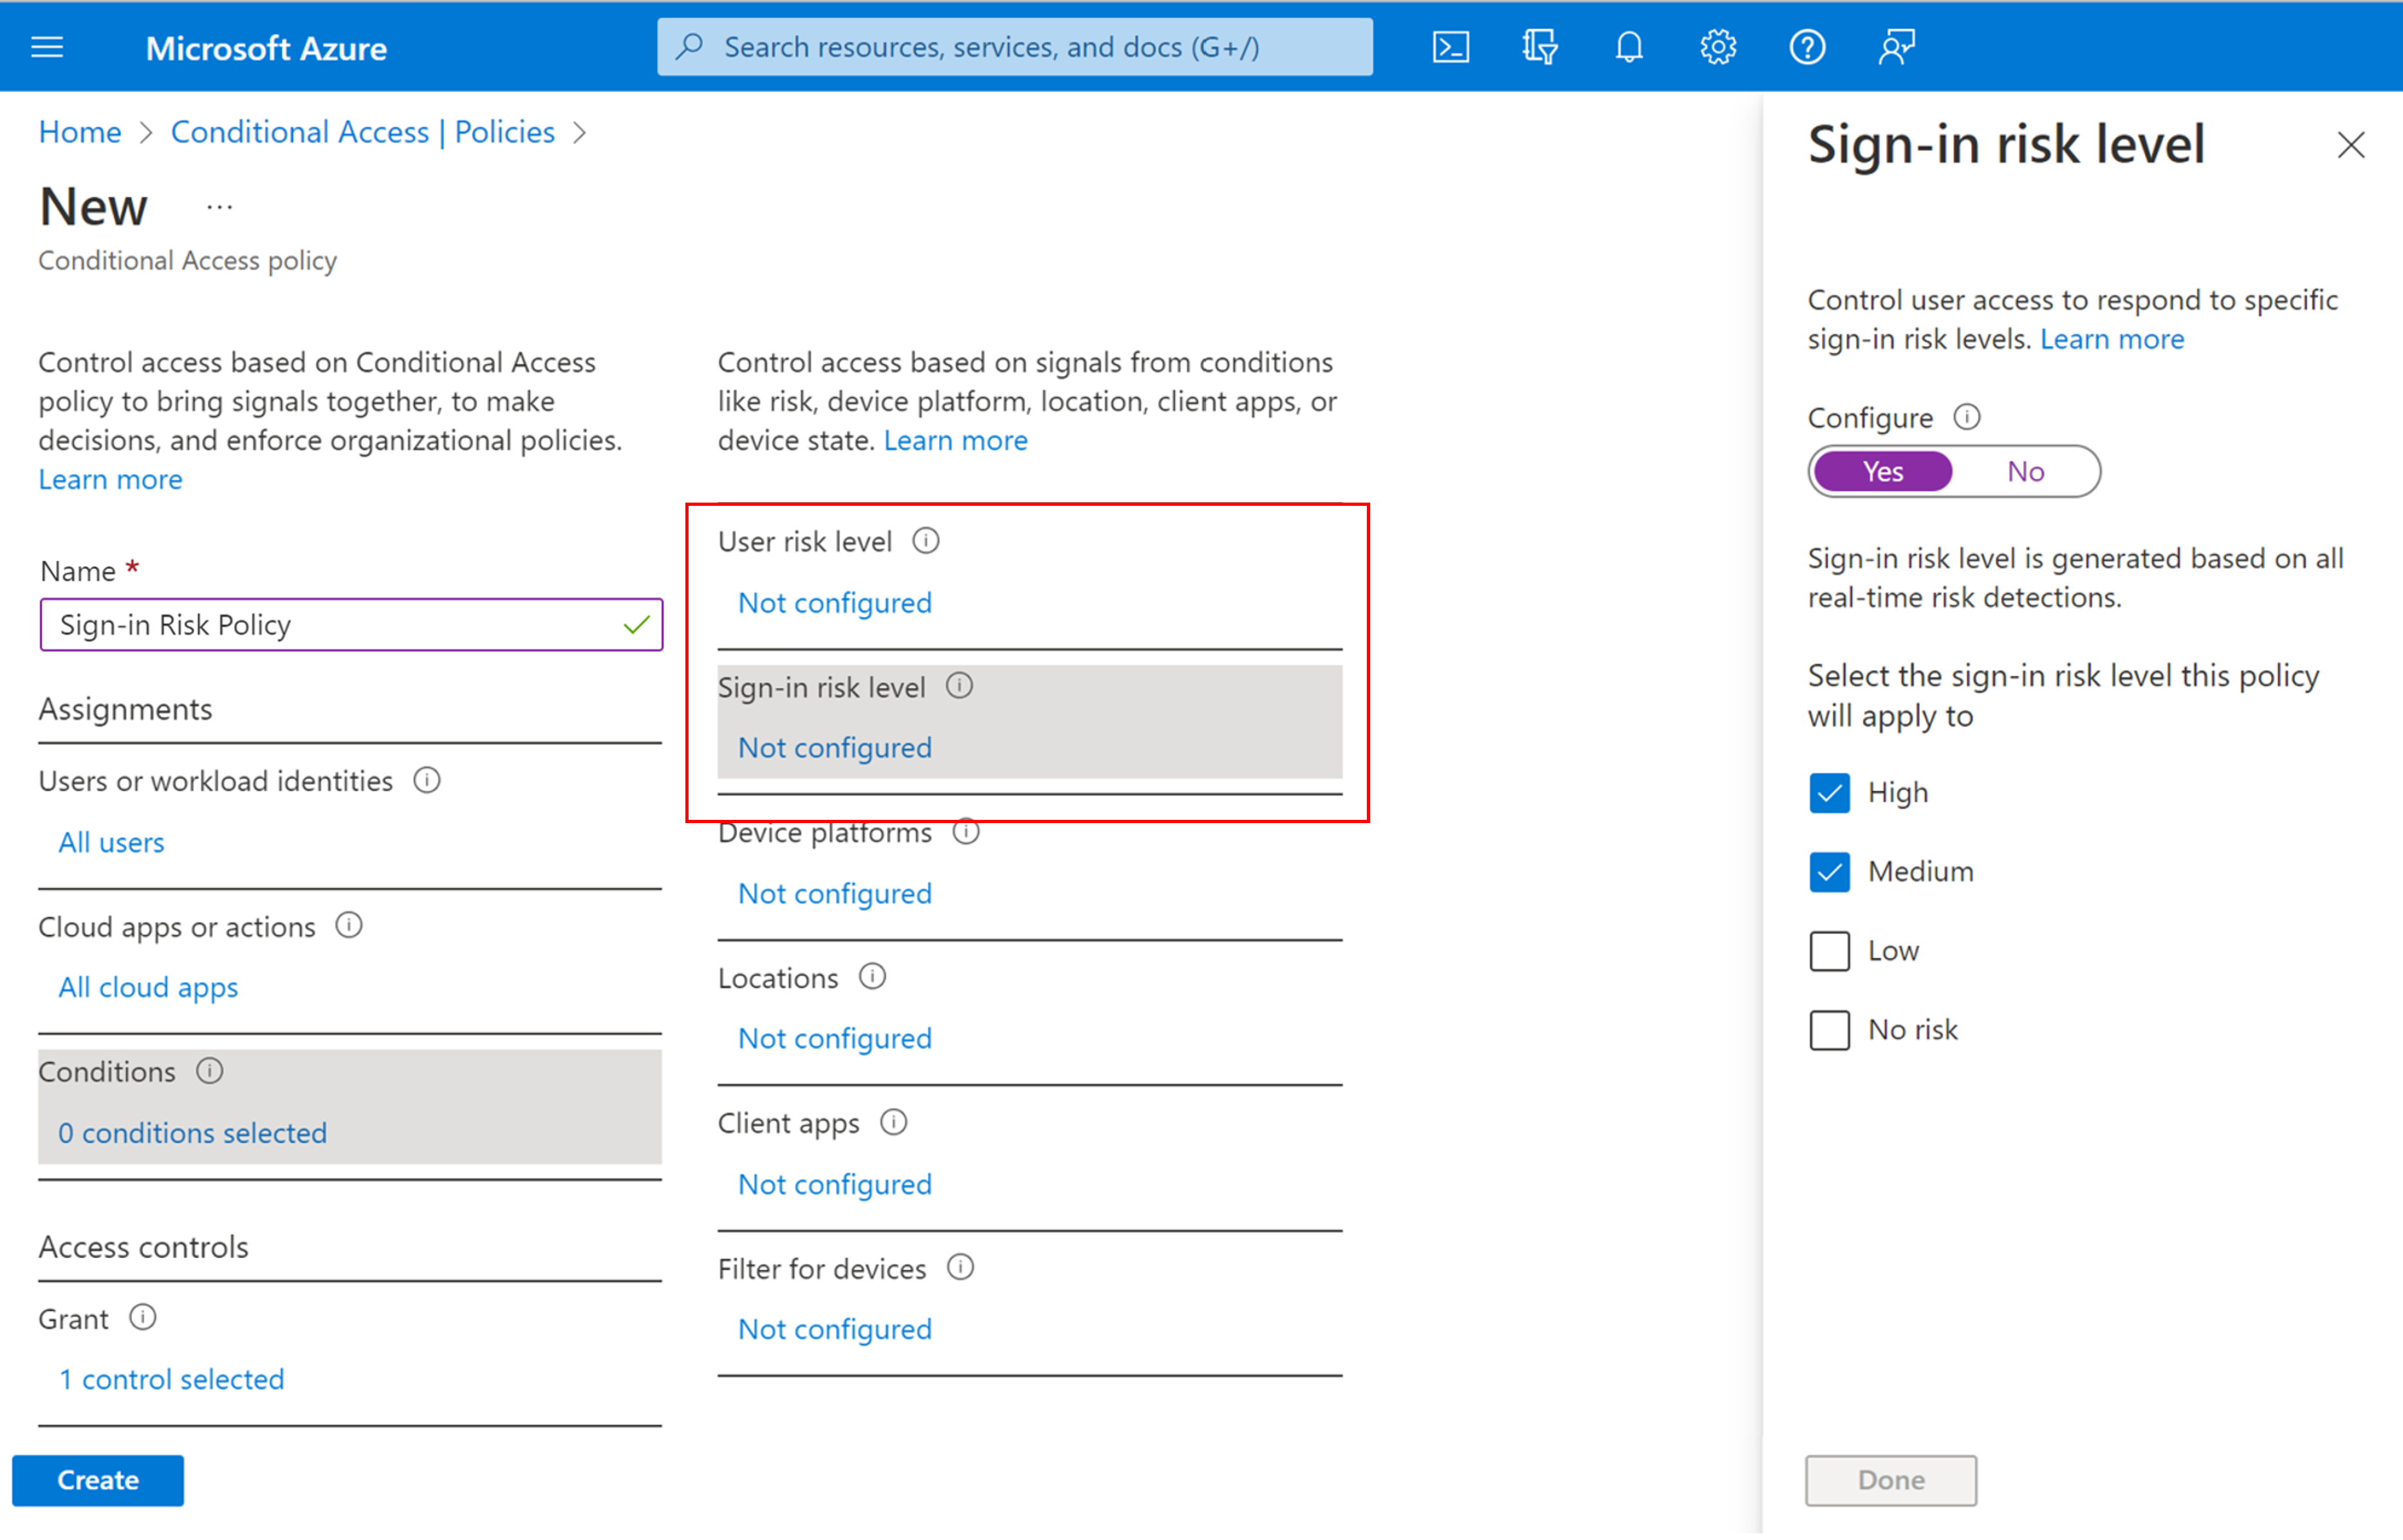 Microsoft Azure
Search resources, services, and docs (G+/)
Home > Conditional Access | Policies >
New ...
Conditional Access policy
Control access based on Conditional Access
policy to bring signals together, to make
decisions, and enforce organizational policies.
Learn more
Name *
Sign-in Risk Policy
Assignments
Users or workload identities
All users
Cloud apps or actions
All cloud apps
Conditions
0 conditions selected
Access controls
Grant
1 control selected
Create
Control access based on signals from conditions
like risk, device platform, location, client apps, or
device state. Learn more
User risk level
Not configured
Sign-in risk level
Not configured
Device platforms
Not configured
Locations
Not configured
Client apps
Not configured
Filter for devices
Not configured
Sign-in risk level
Control user access to respond to specific
sign-in risk levels. Learn more
Configure
Yes No
Sign-in risk level is generated based on all
real-time risk detections.
Select the sign-in risk level this policy
will apply to
High
Medium
Low
No risk
Done